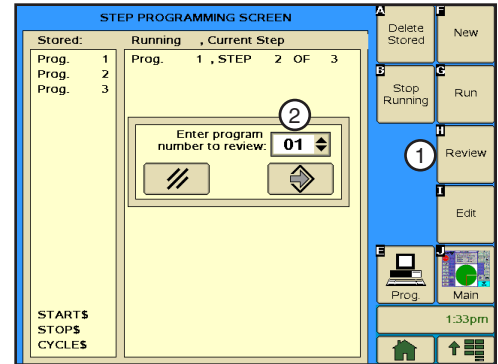 STEP PROGRAMMING SCREEN
Stored:
Prog. 1
Prog. 2
Prog. 3
START$
STOP$
CYCLE$
Running , Current Step
Prog. 1 , STEP 2 OF 3
2
Enter program
number to review: 01
1
A
Delete
Stored
F
New
B
Stop
Running
G
Run
H
Review
I
Edit
E
Prog.
J
Main
1:33pm